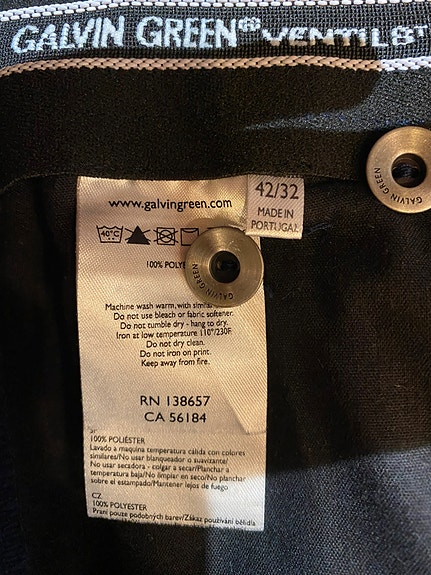 GALVIN GREEN® VENTIL8™
42/32
MADE IN
PORTUGAL
www.galvingreen.com
40°C
100% POLYE
GALVIN GREEN
GALVIN GREEN
Machine wash warm, with similar
Do not use bleach or fabric softener.
Do not tumble dry - hang to dry.
Iron at low temperature 110°/230F.
Do not dry clean.
Do not iron on print.
Keep away from fire.
RN 138657
CA 56184
100% POLIÉSTER
Lavado a maquina temperatura cálida con colores
similares/No usar blanqueador o suavizante/
No usar secadora - colgar a secar/Planchar a
temperatura baja/No limpiar en seco/No planchar
sobre el estampado/Mantener lejos de fuego
CZ
100% POLYESTER
Praní pouze podobných barev/Zákaz používání bělidla